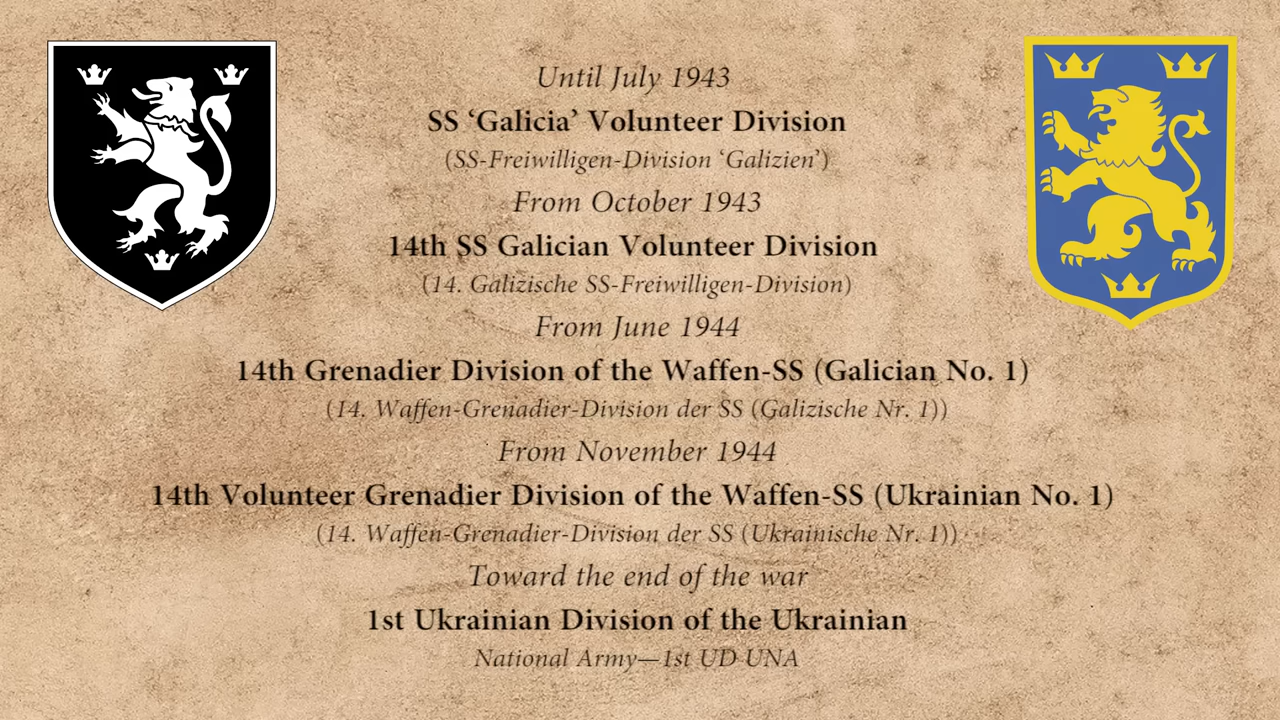 Until July 1943
SS ‘Galicia’ Volunteer Division
(SS-Freiwilligen-Division ‘Galizien’)
From October 1943
14th SS Galician Volunteer Division
(14. Galizische SS-Freiwilligen-Division)
From June 1944
14th Grenadier Division of the Waffen-SS (Galician No. 1)
(14. Waffen-Grenadier-Division der SS (Galizische Nr. 1))
From November 1944
14th Volunteer Grenadier Division of the Waffen-SS (Ukrainian No. 1)
(14. Waffen-Grenadier-Division der SS (Ukrainische Nr. 1))
Toward the end of the war
1st Ukrainian Division of the Ukrainian
National Army—1st UD UNA